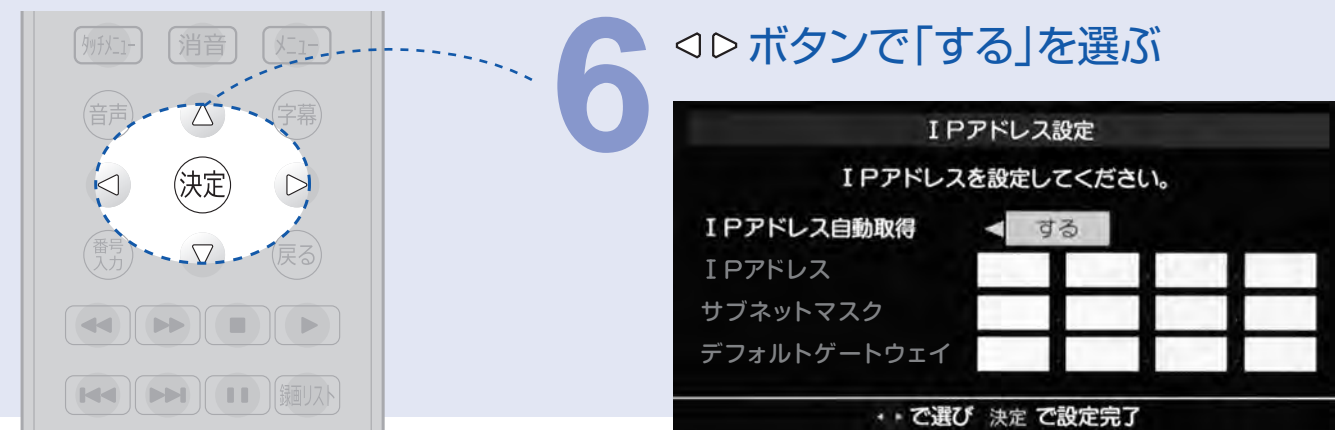 タッチメニュー 消音 メニュー
音声 字幕
決定
番号
入力
戻る
録画リスト
6 ◁▷ボタンで「する」を選ぶ
IPアドレス設定
IPアドレスを設定してください。
IPアドレス自動取得 ◀ する
IPアドレス
サブネットマスク
デフォルトゲートウェイ
◂ ▸ で選び 決定 で設定完了